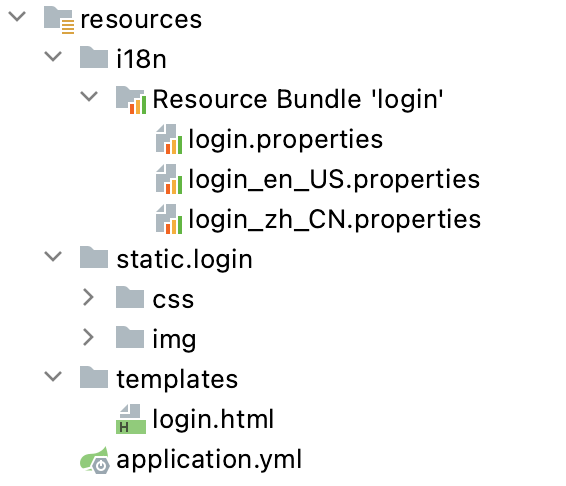 resources
i18n
Resource Bundle 'login'
login.properties
login_en_US.properties
login_zh_CN.properties
static.login
css
img
templates
H login.html
application.yml